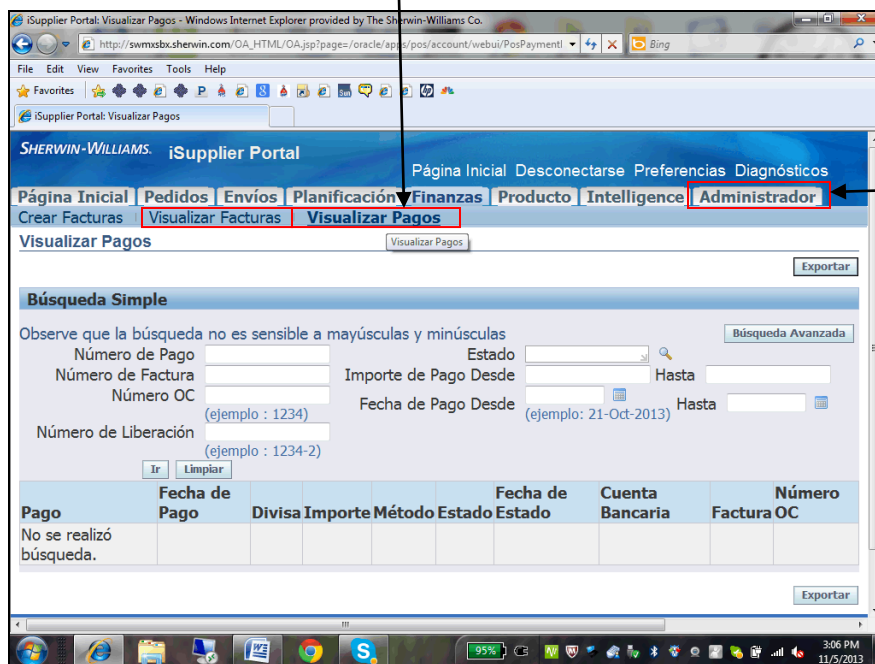 iSupplier Portal: Visualizar Pagos - Windows Internet Explorer provided by The Sherwin-Williams Co.
http://swmxsbx.sherwin.com/OA_HTML/OA.jsp?page=/oracle/apps/pos/account/webui/PosPaymentl
Bing
File Edit View Favorites Tools Help
Favorites
iSupplier Portal: Visualizar Pagos
SHERWIN-WILLIAMS. iSupplier Portal
Página Inicial Desconectarse Preferencias Diagnósticos
Página Inicial Pedidos Envíos Planificación Finanzas Producto Intelligence Administrador
Crear Facturas Visualizar Facturas Visualizar Pagos
Visualizar Pagos
Visualizar Pagos
Exportar
Búsqueda Simple
Observe que la búsqueda no es sensible a mayúsculas y minúsculas
Búsqueda Avanzada
Número de Pago Estado
Número de Factura Importe de Pago Desde Hasta
Número OC Fecha de Pago Desde Hasta
(ejemplo : 1234) (ejemplo: 21-Oct-2013)
Número de Liberación
(ejemplo : 1234-2)
Ir Limpiar
Pago Fecha de Pago Divisa Importe Método Estado Fecha de Estado Cuenta Bancaria Factura Número OC
No se realizó
búsqueda.
Exportar
95%
3:06 PM
11/5/2013